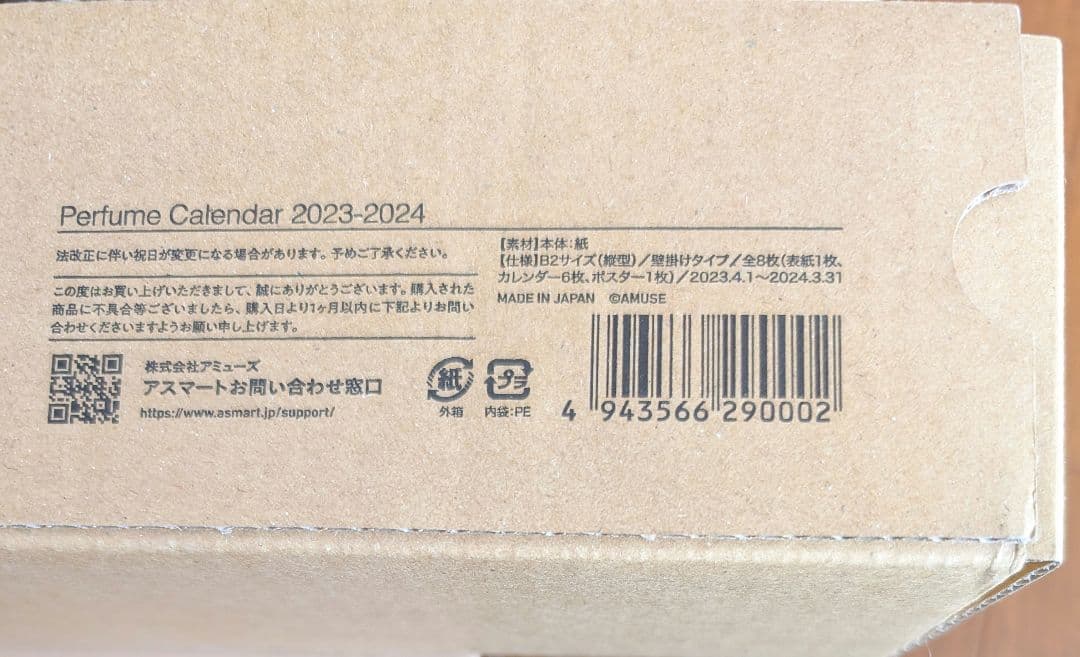 Perfume Calendar 2023-2024
法改正に伴い祝日が変更になる場合があります。予めご了承ください。
この度はお買い上げいただきまして、誠にありがとうございます。購入された
商品に不具合等ございましたら、購入日より1ヶ月以内に下記よりお問い
合わせくださいますようお願い申し上げます。
株式会社アミューズ
アスマートお問い合わせ窓口
https://www.asmart.jp/support/
【素材】本体:紙
【仕様】B2サイズ(縦型)/壁掛けタイプ/全8枚(表紙1枚、
カレンダー6枚、ポスター1枚)/2023.4.1〜2024.3.31
MADE IN JAPAN ©AMUSE
紙
外箱
プラ
内袋:PE
4 943566 290002